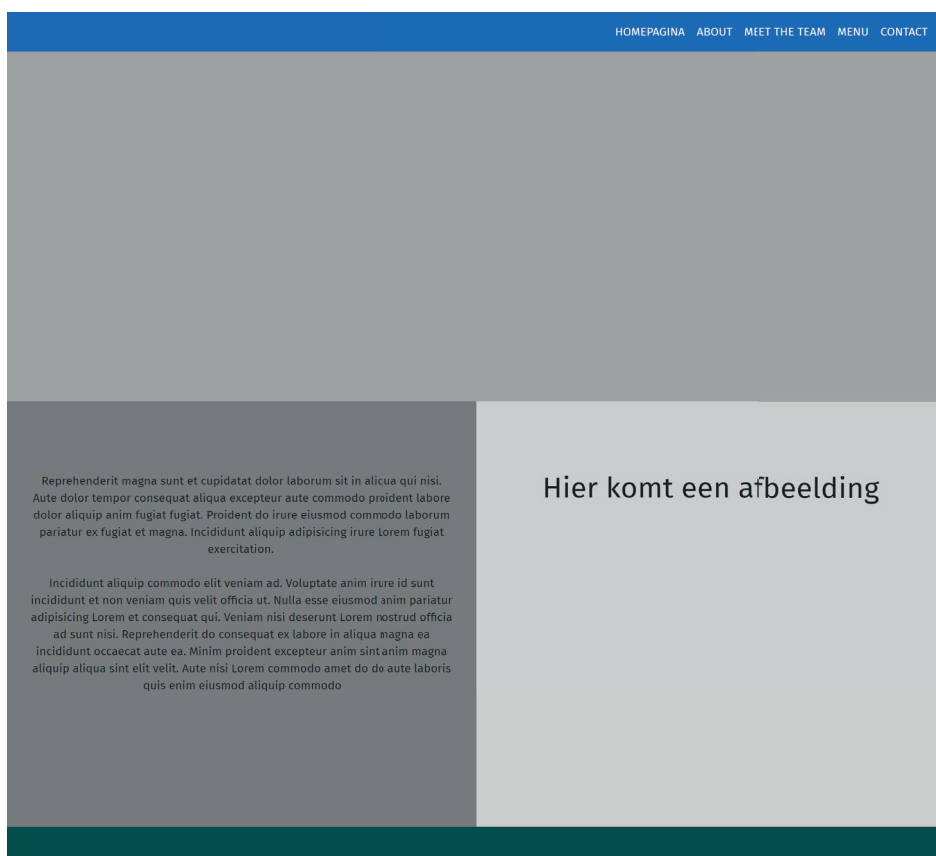 HOMEPAGINA ABOUT MEET THE TEAM MENU CONTACT
Reprehenderit magna sunt et cupidatat dolor laborum sit in alicua qui nisi.
Aute dolor tempor consequat aliqua excepteur aute commodo proident labore
dolor aliquip anim fugiat fugiat. Proident do irure eiusmod commodo laborum
pariatur ex fugiat et magna. Incididunt aliquip adipisicing irure Lorem fugiat
exercitation.
Incididunt aliquip commodo elit veniam ad. Voluptate anim irure id sunt
incididunt et non veniam quis velit officia ut. Nulla esse eiusmod anim pariatur
adipisicing Lorem et consequat qui. Veniam nisi deserunt Lorem nostrud officia
ad sunt nisi. Reprehenderit do consequat ex labore in aliqua magna ea
incididunt occaecat aute ea. Minim proident excepteur anim sint anim magna
aliquip aliqua sint elit velit. Aute nisi Lorem commodo amet do do aute laboris
quis enim eiusmod aliquip commodo
Hier komt een afbeelding